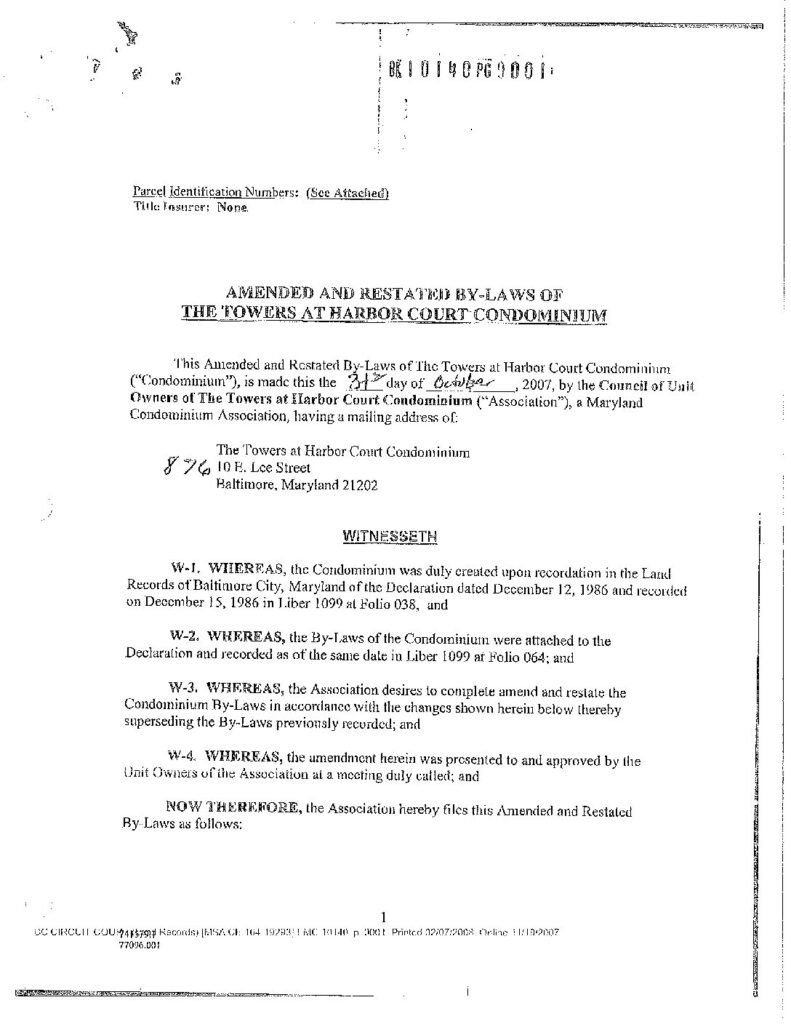 BK 10140 PG 0001
Parcel Identification Numbers: (See Attached)
Title Insurer: None
AMENDED AND RESTATED BY-LAWS OF
THE TOWERS AT HARBOR COURT CONDOMINIUM
This Amended and Restated By-Laws of The Towers at Harbor Court Condominium
("Condominium"), is made this the 31st day of October, 2007, by the Council of Unit
Owners of The Towers at Harbor Court Condominium ("Association"), a Maryland
Condominium Association, having a mailing address of:
The Towers at Harbor Court Condominium
876 10 E. Lee Street
Baltimore, Maryland 21202
WITNESSETH
W-1. WHEREAS, the Condominium was duly created upon recordation in the Land
Records of Baltimore City, Maryland of the Declaration dated December 12, 1986 and recorded
on December 15, 1986 in Liber 1099 at Folio 038, and
W-2. WHEREAS, the By-Laws of the Condominium were attached to the
Declaration and recorded as of the same date in Liber 1099 at Folio 064; and
W-3. WHEREAS, the Association desires to complete amend and restate the
Condominium By-Laws in accordance with the changes shown herein below thereby
superseding the By-Laws previously recorded; and
W-4. WHEREAS, the amendment herein was presented to and approved by the
Unit Owners of the Association at a meeting duly called; and
NOW THEREFORE, the Association hereby files this Amended and Restated
By-Laws as follows:
1
CIRCUIT Records) [MSA CE 164 10140, p. Printed 02/07/2008. Online 11/19/2007
77096.001